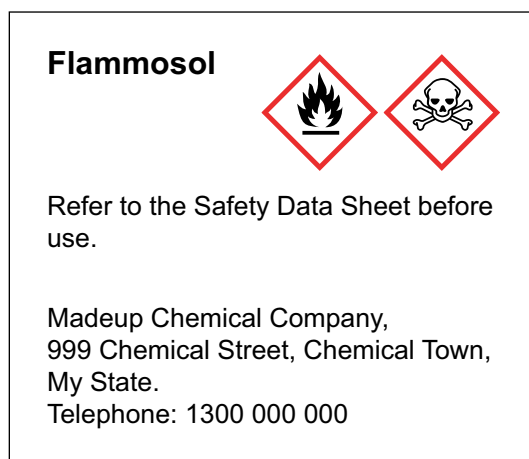 Flammosol
Refer to the Safety Data Sheet before
use.
Madeup Chemical Company,
999 Chemical Street, Chemical Town,
My State.
Telephone: 1300 000 000